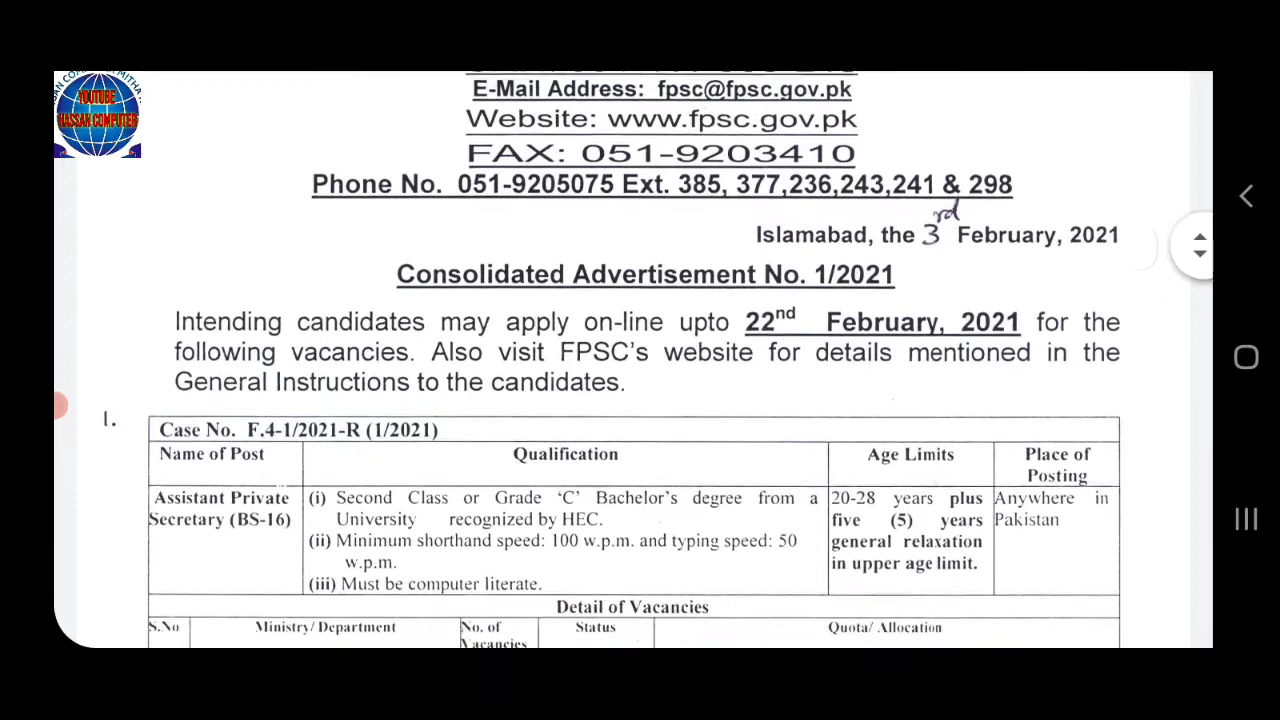 YOUTUBE
HASSAN COMPUTER
E-Mail Address: fpsc@fpsc.gov.pk
Website: www.fpsc.gov.pk
FAX: 051-9203410
Phone No. 051-9205075 Ext. 385, 377,236,243,241 & 298
Islamabad, the 3rd February, 2021
Consolidated Advertisement No. 1/2021
Intending candidates may apply on-line upto 22nd February, 2021 for the
following vacancies. Also visit FPSC's website for details mentioned in the
General Instructions to the candidates.
1.
Case No. F.4-1/2021-R (1/2021)
Name of Post
Qualification
Age Limits
Place of
Posting
Assistant Private
Secretary (BS-16)
(i) Second Class or Grade 'C' Bachelor's degree from a
University recognized by HEC.
(ii) Minimum shorthand speed: 100 w.p.m. and typing speed: 50
w.p.m.
(iii) Must be computer literate.
20-28 years plus
five (5) years
general relaxation
in upper age limit.
Anywhere in
Pakistan
Detail of Vacancies
S.No
Ministry/ Department
No. of
Vacancies
Status
Quota/ Allocation